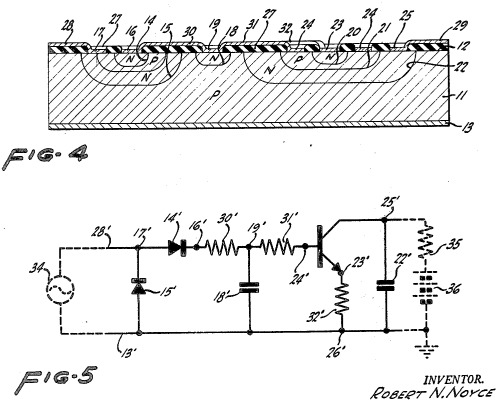 28 17 27 16 14 15 30 19 18 31 27 32 24 23 20 24 21 25 29
12
N P N N N P N 22
P 11
13
FIG-4
28' 17' 14' 16' 30' 19' 31' 24' 25'
34 15' 18' 23' 32' 22' 35
36
13' 26'
FIG-5
INVENTOR.
ROBERT N. NOYCE